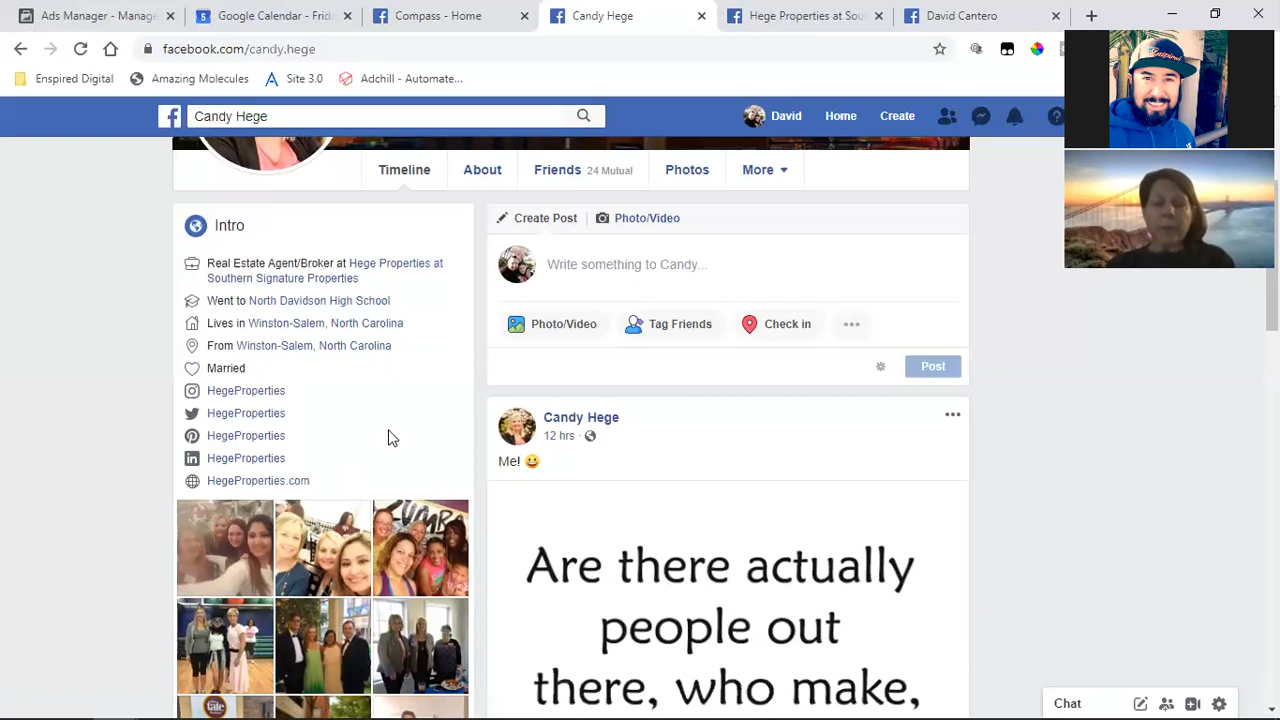 Ads Manager - Manage
Google Calendar - Frid
Compass - Home
Candy Hege
Hege Properties at Sou
David Cantero
facebook.com/candy.hege
Enspired Digital
Amazing Molecules
Site 3.0
Adchill - Automate...
Candy Hege
David
Home
Create
Timeline
About
Friends 24 Mutual
Photos
More
Intro
Real Estate Agent/Broker at Hege Properties at
Southern Signature Properties
Went to North Davidson High School
Lives in Winston-Salem, North Carolina
From Winston-Salem, North Carolina
Married
HegeProperties
HegeProperties
HegeProperties
HegeProperties
HegeProperties.com
Create Post
Photo/Video
Write something to Candy...
Photo/Video
Tag Friends
Check in
Post
Candy Hege
12 hrs
Me!
Are there actually
people out
there, who make,
Chat